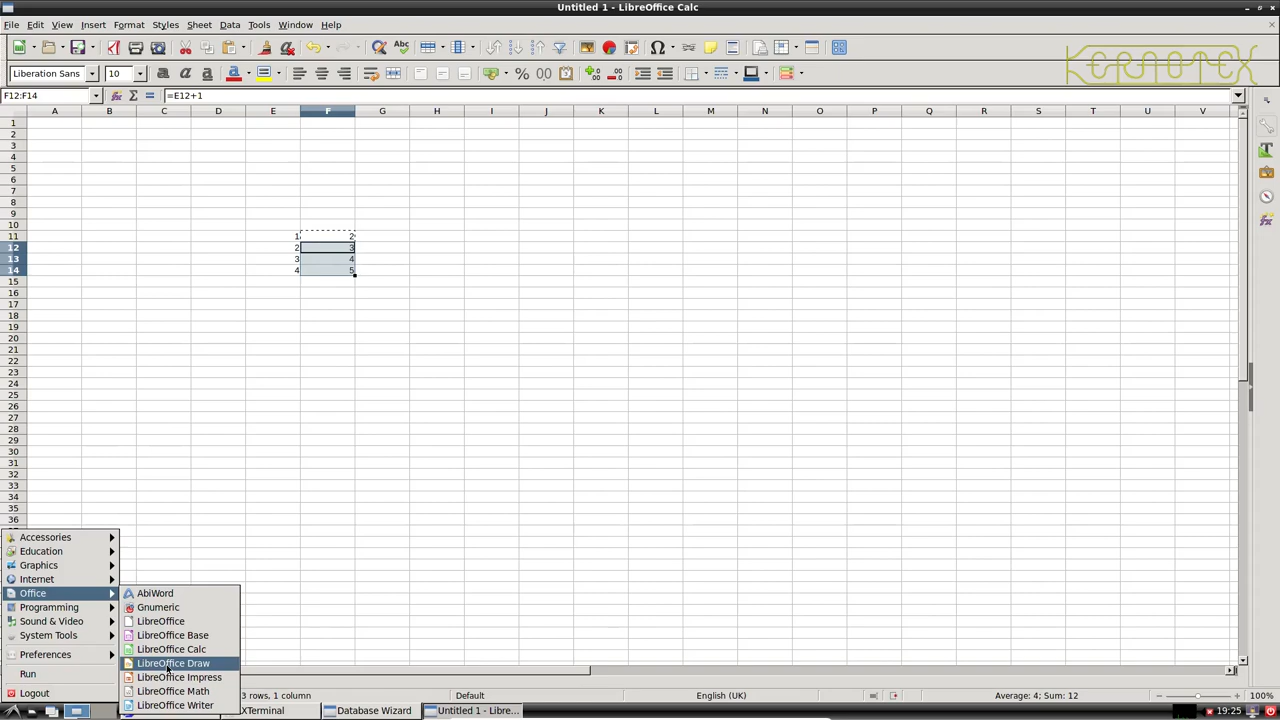 Untitled 1 - LibreOffice Calc
File Edit View Insert Format Styles Sheet Data Tools Window Help
KERNOTEX
Liberation Sans 10
F12:F14 =E12+1
A B C D E F G H I J K L M N O P Q R S T U V
1
2
3
4
5
6
7
8
9
10
11 1 2
12 2 3
13 3 4
14 4 5
15
16
17
18
19
20
21
22
23
24
25
26
27
28
29
30
31
32
33
34
35
36
Accessories
Education
Graphics
Internet
Office
Programming
Sound & Video
System Tools
Preferences
Run
Logout
AbiWord
Gnumeric
LibreOffice
LibreOffice Base
LibreOffice Calc
LibreOffice Draw
LibreOffice Impress
LibreOffice Math
LibreOffice Writer
3 rows, 1 column Default English (UK) Average: 4; Sum: 12 100%
XTerminal Database Wizard Untitled 1 - Libre... 19:25